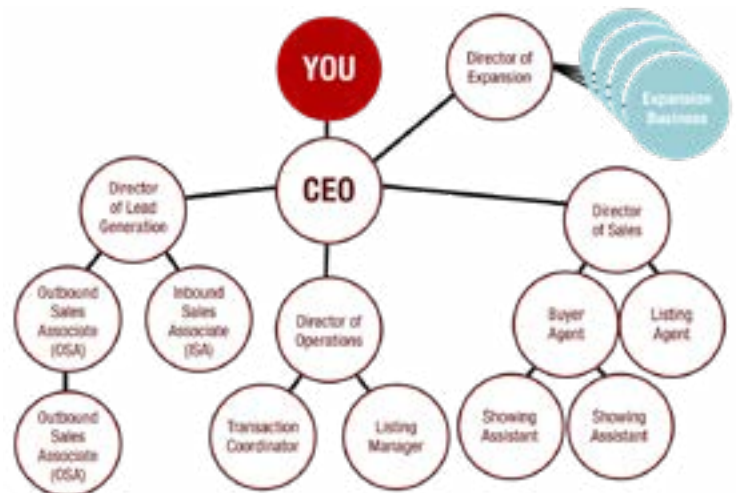 YOU
Director of
Expansion
Expansion
Business
CEO
Director
of Lead
Generation
Director
of Sales
Outbound
Sales
Associate
(OSA)
Inbound
Sales
Associate
(ISA)
Director of
Operations
Buyer
Agent
Listing
Agent
Outbound
Sales
Associate
(OSA)
Transaction
Coordinator
Listing
Manager
Showing
Assistant
Showing
Assistant